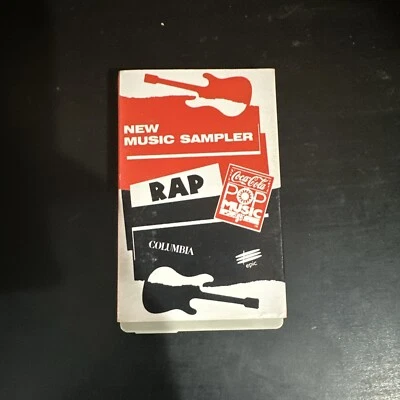 NEW
MUSIC SAMPLER
RAP
Coca-Cola
POP
MUSIC
COLUMBIA
epic